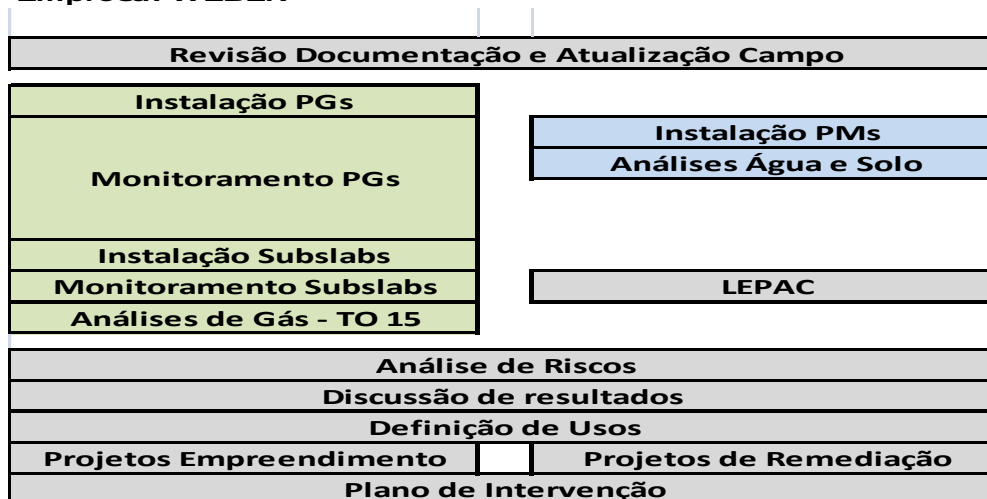 Revisão Documentação e Atualização Campo
Instalação PGs
Instalação PMs
Análises Água e Solo
Monitoramento PGs
Instalação Subslabs
Monitoramento Subslabs
LEPAC
Análises de Gás - TO 15
Análise de Riscos
Discussão de resultados
Definição de Usos
Projetos Empreendimento
Projetos de Remediação
Plano de Intervenção